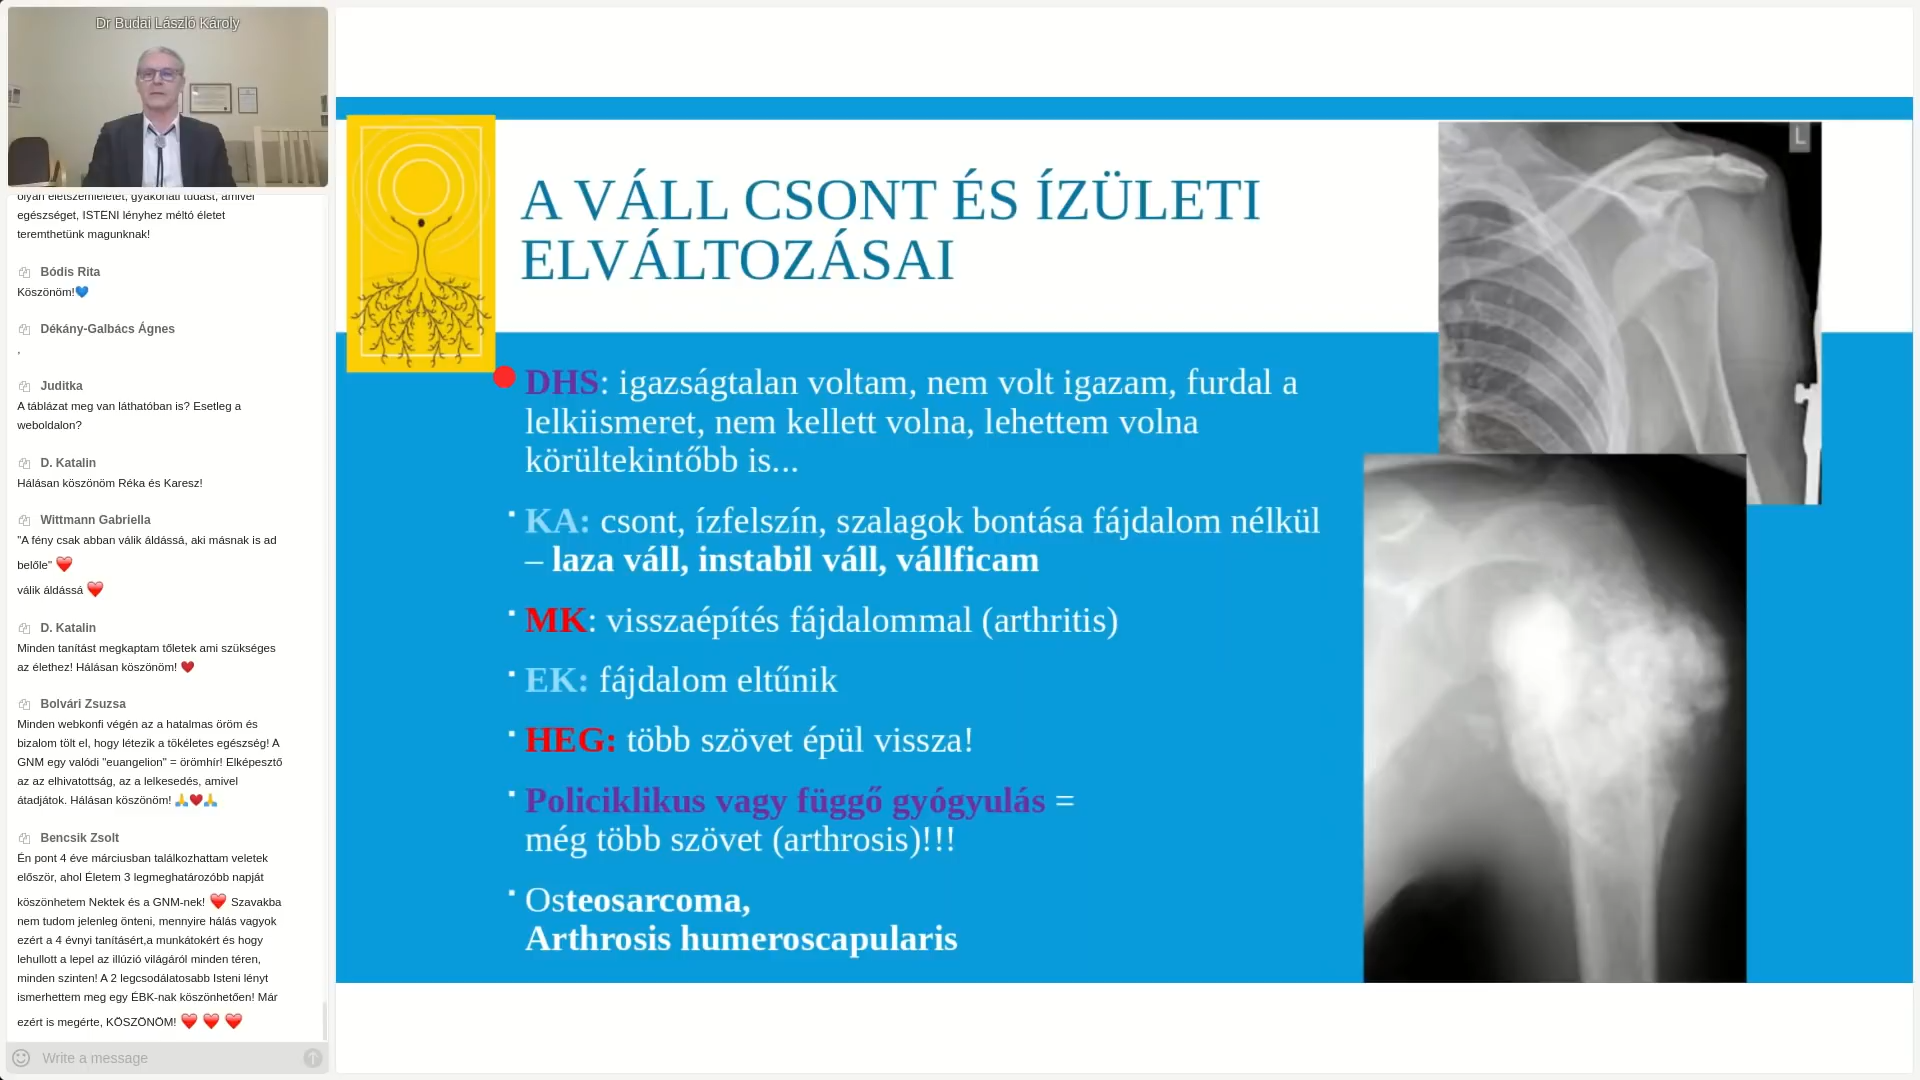 Dr Budai László Károly
olyan életszemléletet, gyakorlati tudást, amivel
egészséget, ISTENI lényhez méltó életet
teremthetünk magunknak!
Bódis Rita
Köszönöm!💙
Dékány-Galbács Ágnes
,
Juditka
A táblázat meg van láthatóban is? Esetleg a
weboldalon?
D. Katalin
Hálásan köszönöm Réka és Karesz!
Wittmann Gabriella
"A fény csak abban válik áldássá, aki másnak is ad
belőle" ❤️
válik áldássá ❤️
D. Katalin
Minden tanítást megkaptam tőletek ami szükséges
az élethez! Hálásan köszönöm! ❤️
Bolvári Zsuzsa
Minden webkonfi végén az a hatalmas öröm és
bizalom tölt el, hogy létezik a tökéletes egészség! A
GNM egy valódi "euangelion" = örömhír! Elképesztő
az az elhivatottság, az a lelkesedés, amivel
átadjátok. Hálásan köszönöm! 🙏❤️🙏
Bencsik Zsolt
Én pont 4 éve márciusban találkozhattam veletek
először, ahol Életem 3 legmeghatározóbb napját
köszönhetem Nektek és a GNM-nek! ❤️ Szavakba
nem tudom jelenleg önteni, mennyire hálás vagyok
ezért a 4 évnyi tanításért,a munkátokért és hogy
lehullott a lepel az illúzió világáról minden téren,
minden szinten! A 2 legcsodálatosabb Isteni lényt
ismerhettem meg egy ÉBK-nak köszönhetően! Már
ezért is megérte, KÖSZÖNÖM! ❤️ ❤️ ❤️
Write a message
A VÁLL CSONT ÉS ÍZÜLETI
ELVÁLTOZÁSAI
L
DHS: igazságtalan voltam, nem volt igazam, furdal a
lelkiismeret, nem kellett volna, lehettem volna
körültekintőbb is...
KA: csont, ízfelszín, szalagok bontása fájdalom nélkül
– laza váll, instabil váll, vállficam
MK: visszaépítés fájdalommal (arthritis)
EK: fájdalom eltűnik
HEG: több szövet épül vissza!
Policiklikus vagy függő gyógyulás =
még több szövet (arthrosis)!!!
Osteosarcoma,
Arthrosis humeroscapularis